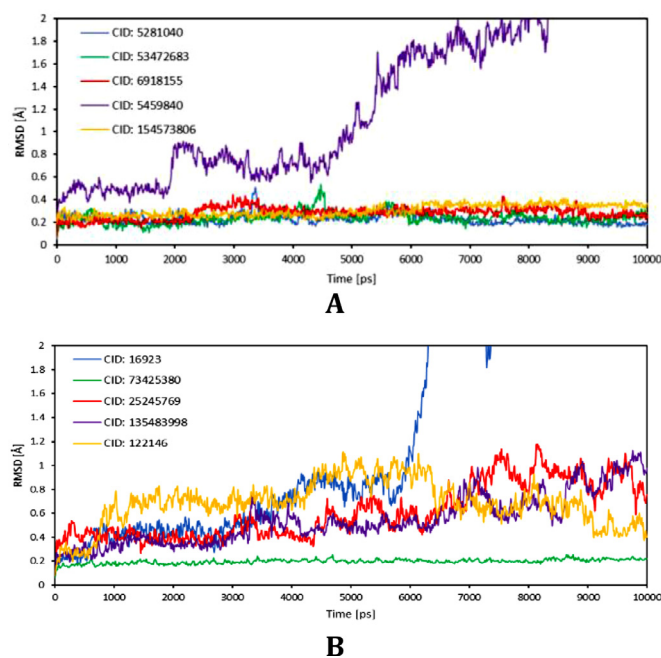 2
1.8
1.6
1.4
1.2
1
0.8
0.6
0.4
0.2
0
RMSD [Å]
CID: 5281040
CID: 53472683
CID: 6918155
CID: 5459840
CID: 154573806
0 1000 2000 3000 4000 5000 6000 7000 8000 9000 10000
Time [ps]
A
2
1.8
1.6
1.4
1.2
1
0.8
0.6
0.4
0.2
0
RMSD [Å]
CID: 16923
CID: 73425380
CID: 25245769
CID: 135483998
CID: 122146
0 1000 2000 3000 4000 5000 6000 7000 8000 9000 10000
Time [ps]
B